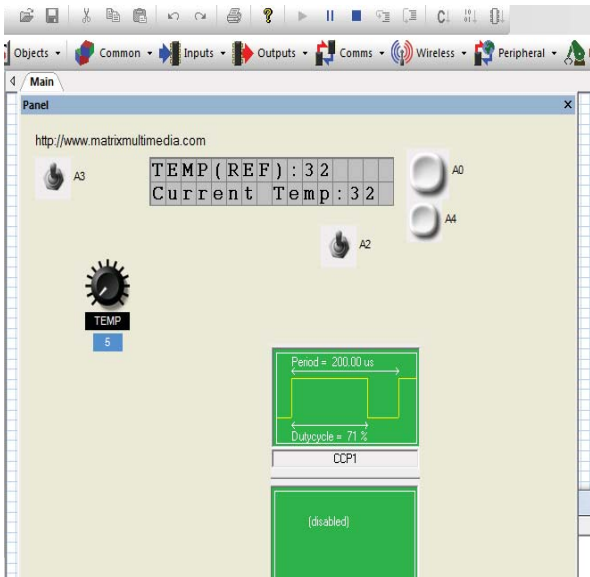 Objects Common Inputs Outputs Comms Wireless Peripheral
Main
Panel x
http://www.matrixmultimedia.com
A3
TEMP(REF):32
Current Temp:32
A0
A4
A2
TEMP
5
Period = 200.00 us
Dutycycle = 71 %
CCP1
(disabled)